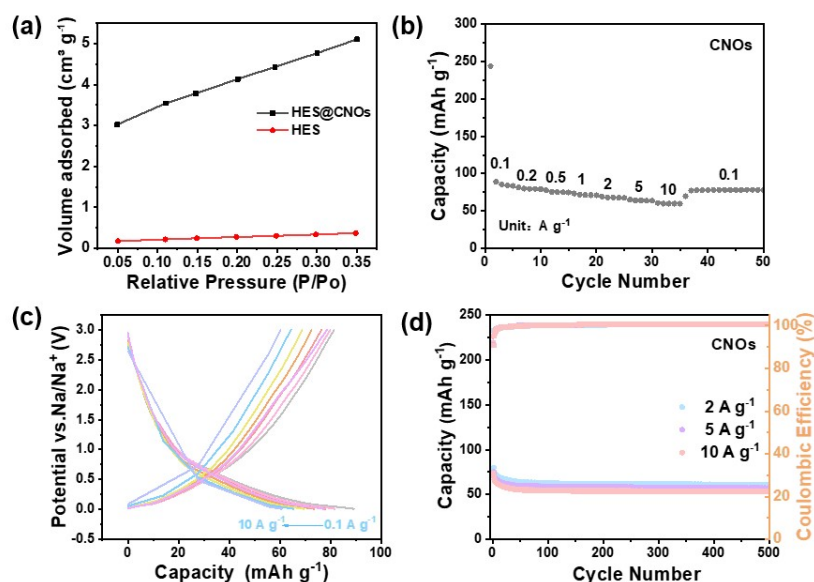 (a)
Volume adsorbed (cm³ g⁻¹)
5
4
3
2
1
0
HES@CNOs
HES
0.05 0.10 0.15 0.20 0.25 0.30 0.35
Relative Pressure (P/Po)
(b)
CNOs
Capacity (mAh g⁻¹)
300
250
200
150
100
50
0
0.1 0.2 0.5 1 2 5 10 0.1
Unit: A g⁻¹
0 10 20 30 40 50
Cycle Number
(c)
Potential vs.Na/Na⁺ (V)
3.0
2.5
2.0
1.5
1.0
0.5
0.0
-0.5
10 A g⁻¹ 0.1 A g⁻¹
0 20 40 60 80 100
Capacity (mAh g⁻¹)
(d)
CNOs
Capacity (mAh g⁻¹)
250
200
150
100
50
0
2 A g⁻¹
5 A g⁻¹
10 A g⁻¹
100
80
60
40
20
0
Coulombic Efficiency (%)
0 100 200 300 400 500
Cycle Number